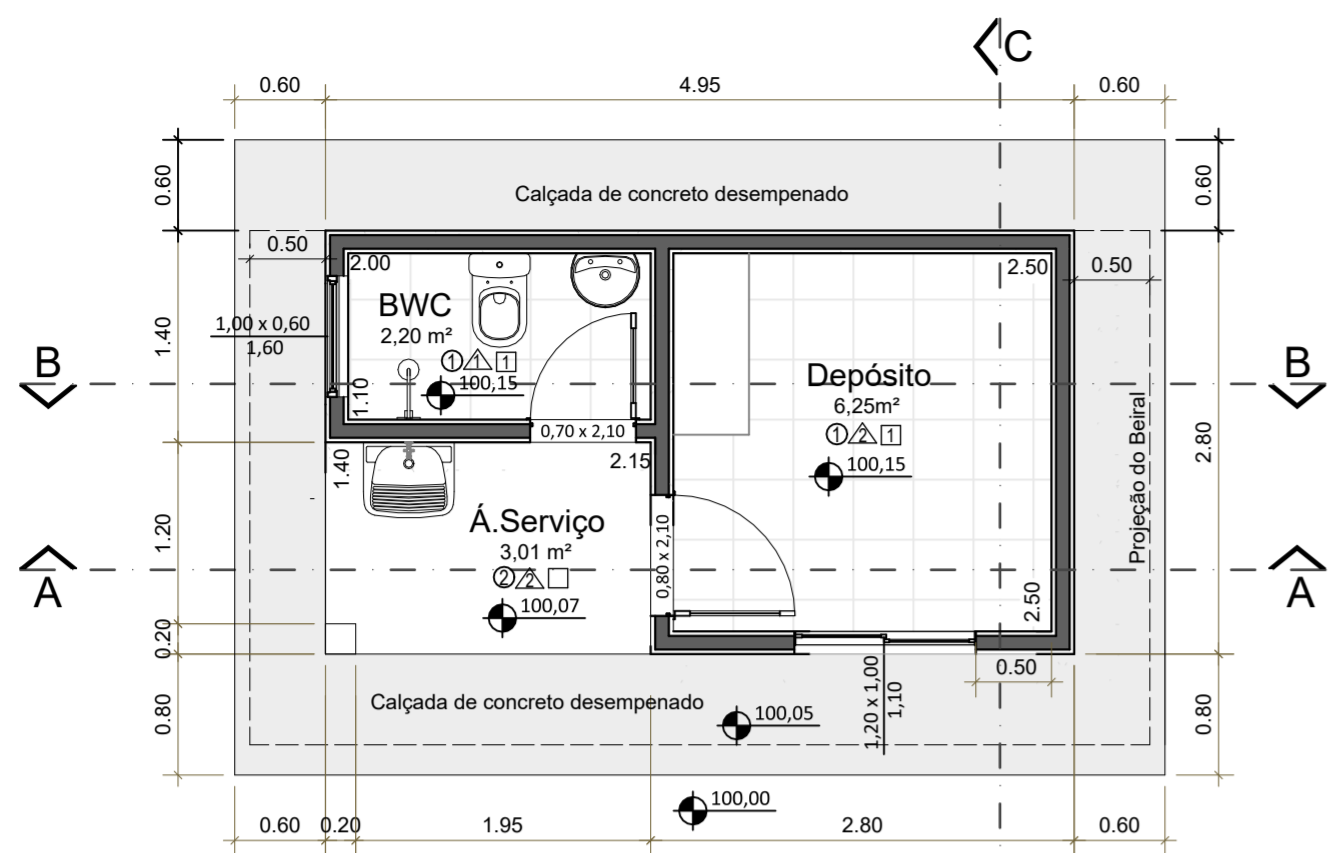 C
0.60
4.95
0.60
0.60
Calçada de concreto desempenado
0.60
0.50
2.00
2.50
0.50
BWC
2,20 m²
1 1 1
100,15
1,00 x 0,60
1,60
1.40
1.10
B
B
Depósito
6,25m²
1 2 1
100,15
0,70 x 2,10
1.40
2.15
2.80
Projeção do Beiral
Á.Serviço
3,01 m²
2 2
100,07
0,80 x 2,10
1.20
2.50
A
A
0.20
0.50
0.80
Calçada de concreto desempenado
100,05
1,20 x 1,00
1,10
0.80
100,00
0.60
0.20
1.95
2.80
0.60